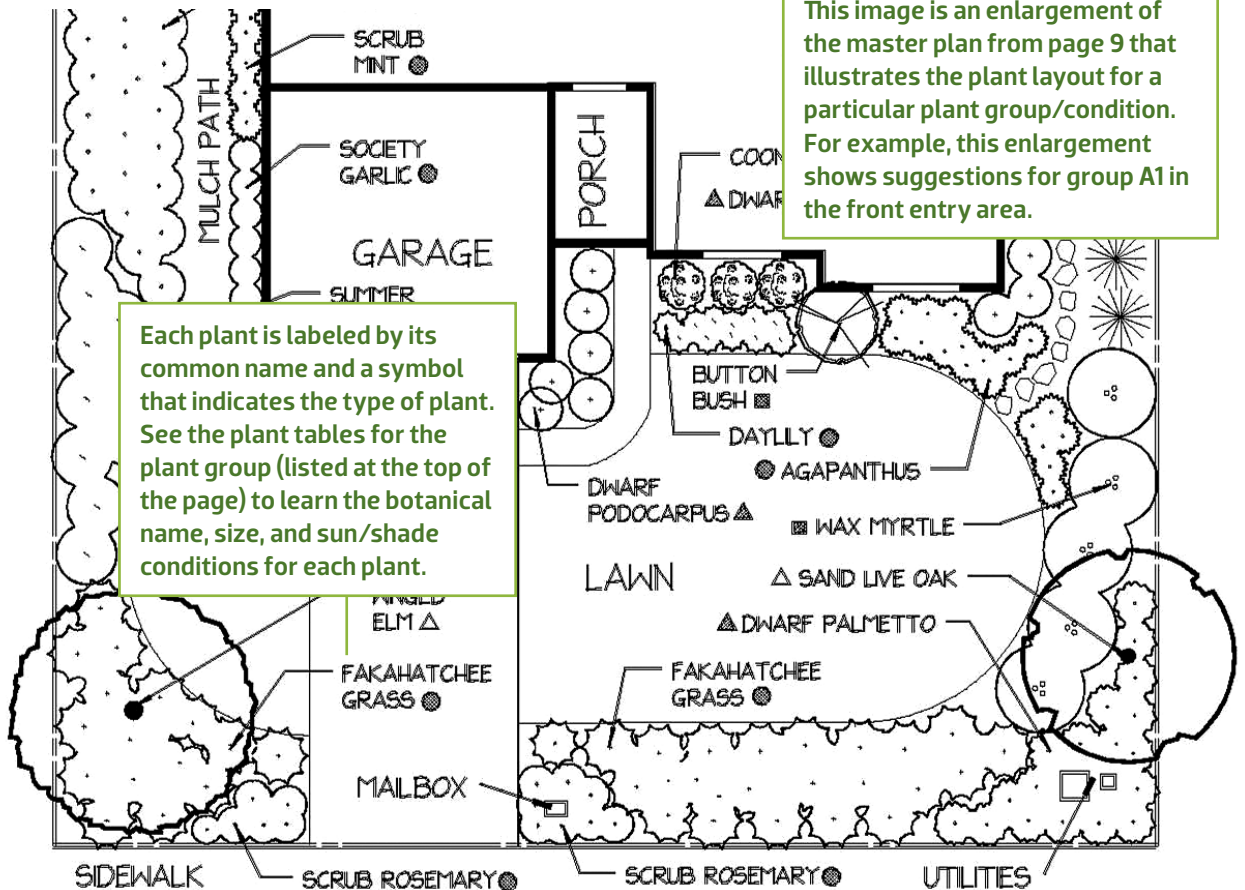 This image is an enlargement of
the master plan from page 9 that
illustrates the plant layout for a
particular plant group/condition.
For example, this enlargement
shows suggestions for group A1 in
the front entry area.
SCRUB
MINT
MULCH PATH
SOCIETY
GARLIC
PORCH
GARAGE
SUMMER
Each plant is labeled by its
common name and a symbol
that indicates the type of plant.
See the plant tables for the
plant group (listed at the top of
the page) to learn the botanical
name, size, and sun/shade
conditions for each plant.
BUTTON
BUSH
DAYLILY
AGAPANTHUS
DWARF
PODOCARPUS
WAX MYRTLE
LAWN
SAND LIVE OAK
WINGED
ELM
DWARF PALMETTO
FAKAHATCHEE
GRASS
FAKAHATCHEE
GRASS
MAILBOX
SIDEWALK
SCRUB ROSEMARY
SCRUB ROSEMARY
UTILITIES